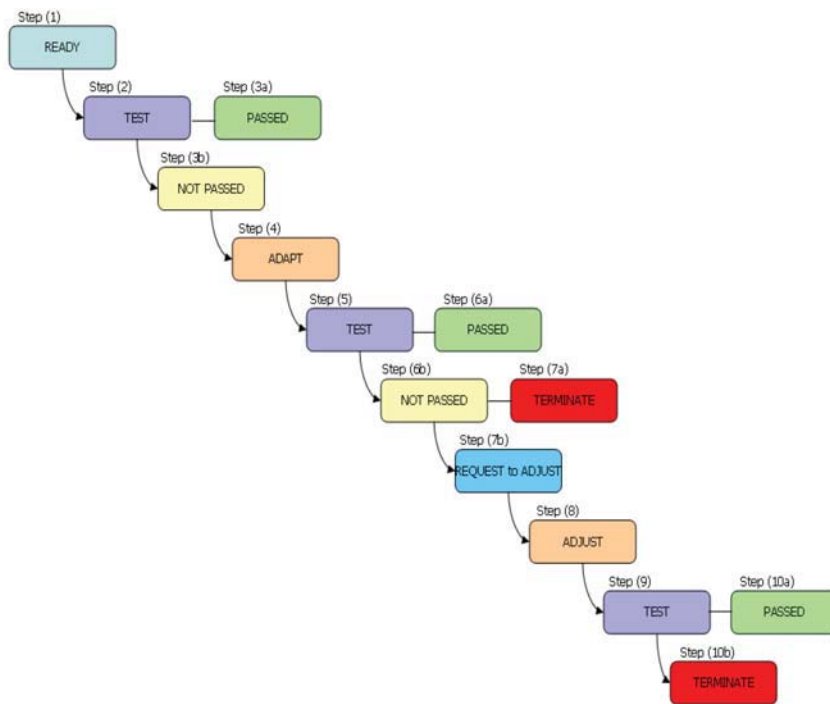 Step (1)
READY
Step (2)
Step (3a)
TEST
PASSED
Step (3b)
NOT PASSED
Step (4)
ADAPT
Step (5)
Step (6a)
TEST
PASSED
Step (6b)
Step (7a)
NOT PASSED
TERMINATE
Step (7b)
REQUEST to ADJUST
Step (8)
ADJUST
Step (9)
Step (10a)
TEST
PASSED
Step (10b)
TERMINATE